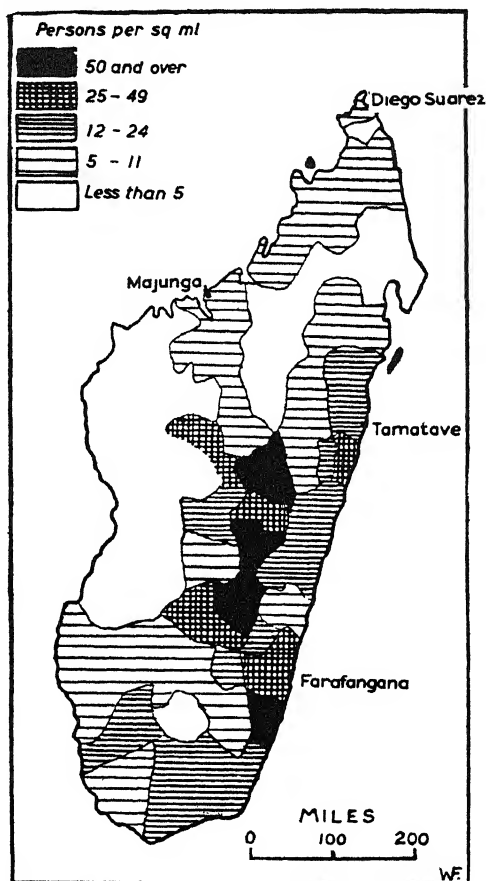 Persons per sq ml
50 and over
25 - 49
12 - 24
5 - 11
Less than 5
Diego Suarez
Majunga
Tamatave
Farafangana
MILES
0 100 200
W.F.